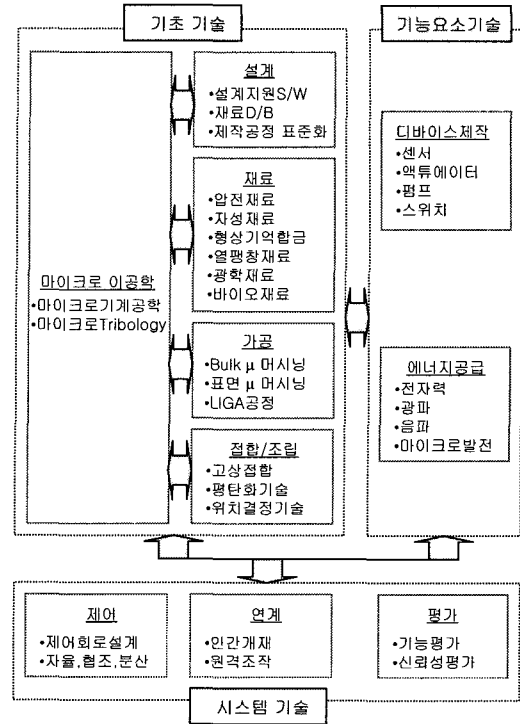 기초 기술
마이크로 이공학
•마이크로기계공학
•마이크로Tribology
설계
•설계지원S/W
•재료D/B
•제작공정 표준화
재료
•압전재료
•자성재료
•형상기억합금
•열팽창재료
•광학재료
•바이오재료
가공
•Bulk μ 머시닝
•표면 μ 머시닝
•LIGA공정
접합/조립
•고상접합
•평탄화기술
•위치결정기술
기능요소기술
디바이스제작
•센서
•액튜에이터
•펌프
•스위치
에너지공급
•전자력
•광파
•음파
•마이크로발전
제어
•제어회로설계
•자율,협조,분산
연계
•인간개재
•원격조작
평가
•기능평가
•신뢰성평가
시스템 기술